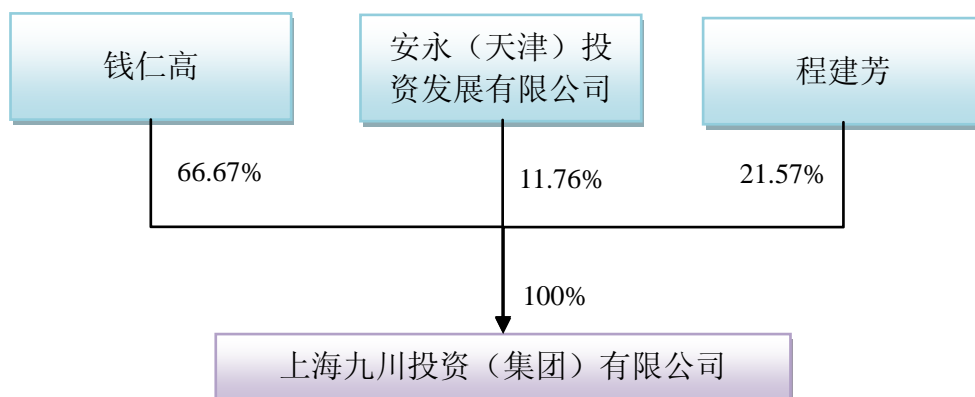 钱仁高
安永（天津）投
资发展有限公司
程建芳
66.67%
11.76%
21.57%
100%
上海九川投资（集团）有限公司